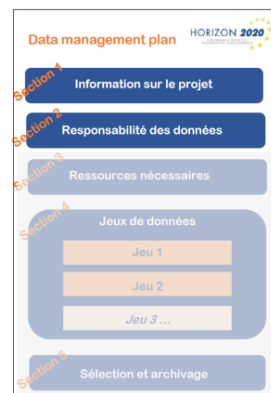 Data management plan
HORIZON 2020
Section 1
Information sur le projet
Section 2
Responsabilité des données
Section 3
Ressources nécessaires
Section 4
Jeux de données
Jeu 1
Jeu 2
Jeu 3 ...
Section 5
Sélection et archivage